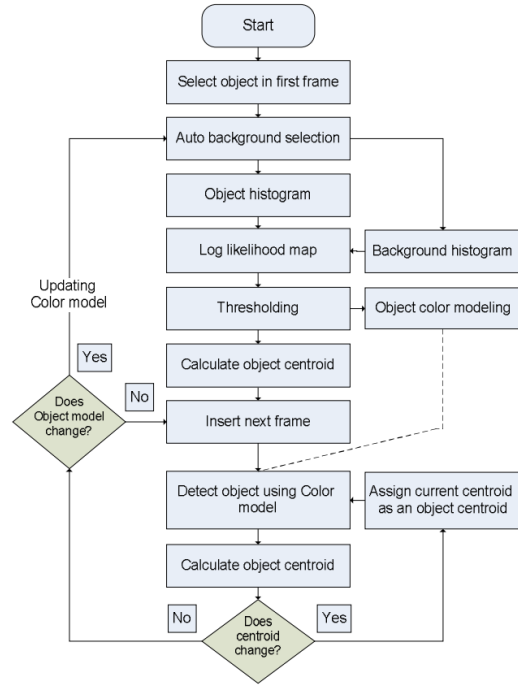 Start
Select object in first frame
Auto background selection
Object histogram
Log likelihood map
Background histogram
Updating
Color model
Thresholding
Object color modeling
Yes
Calculate object centroid
Does
Object model
change?
No
Insert next frame
Detect object using Color
model
Assign current centroid
as an object centroid
Calculate object centroid
No
Does
centroid
change?
Yes